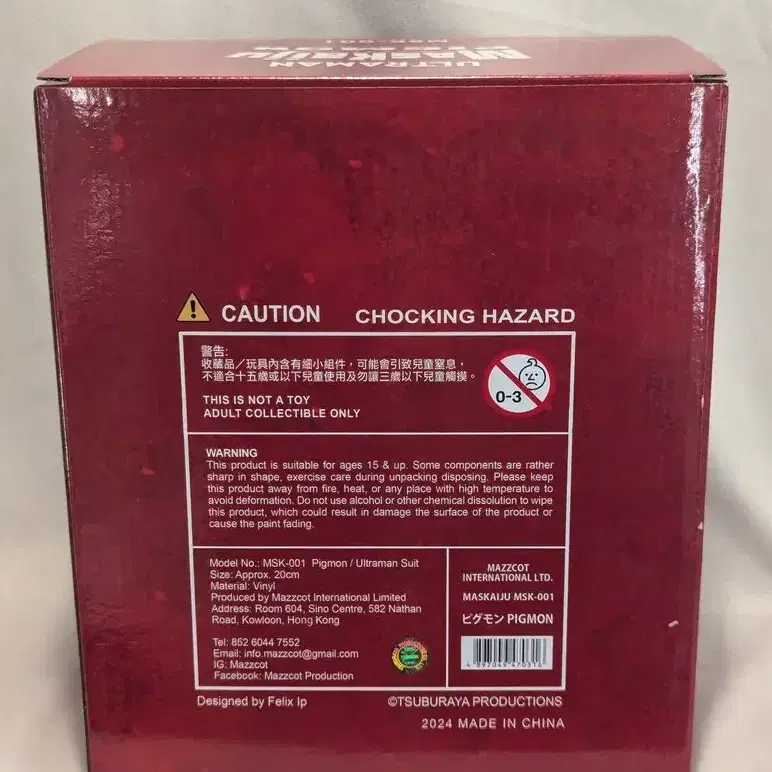 ULTRAMAN
MSK-001
CAUTION
CHOCKING HAZARD
警告:
收藏品／玩具內含有細小組件，可能會引致兒童窒息，
不適合十五歲或以下兒童使用及勿讓三歲以下兒童觸摸。
THIS IS NOT A TOY
ADULT COLLECTIBLE ONLY
0-3
WARNING
This product is suitable for ages 15 & up. Some components are rather
sharp in shape, exercise care during unpacking disposing. Please keep
this product away from fire, heat, or any place with high temperature to
avoid deformation. Do not use alcohol or other chemical dissolution to wipe
this product, which could result in damage the surface of the product or
cause the paint fading.
Model No.: MSK-001 Pigmon / Ultraman Suit
Size: Approx. 20cm
Material: Vinyl
Produced by Mazzcot International Limited
Address: Room 604, Sino Centre, 582 Nathan
Road, Kowloon, Hong Kong
Tel: 852 6044 7552
Email: info.mazzcot@gmail.com
IG: Mazzcot
Facebook: Mazzcot Production
MAZZCOT
INTERNATIONAL LTD.
MASKAIJU MSK-001
ピグモン PIGMON
4 897049 470316
Designed by Felix Ip
©TSUBURAYA PRODUCTIONS
2024 MADE IN CHINA